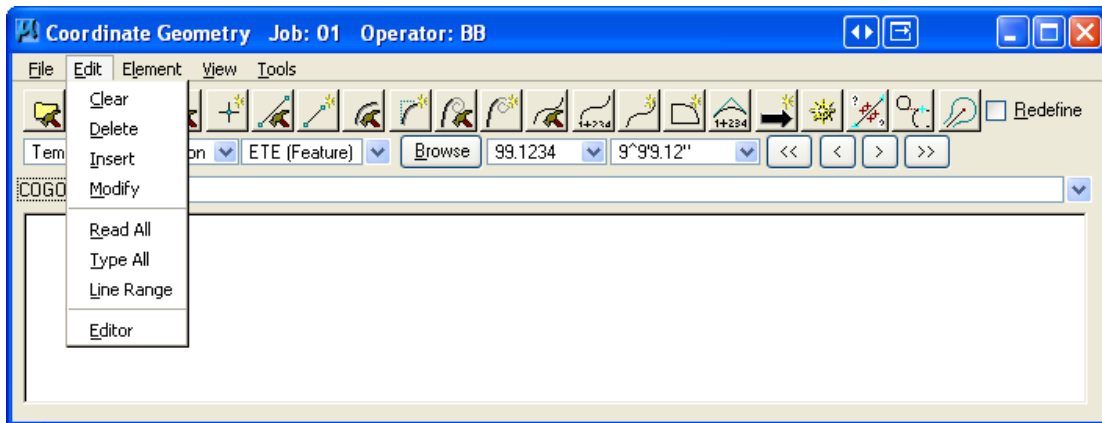 Coordinate Geometry Job: 01 Operator: BB
File Edit Element View Tools
Clear
Delete
Insert
Modify
Read All
Type All
Line Range
Editor
1+234 1+234 Redefine
Tem on ETE (Feature) Browse 99.1234 9^9'9.12" << < > >>
COGO